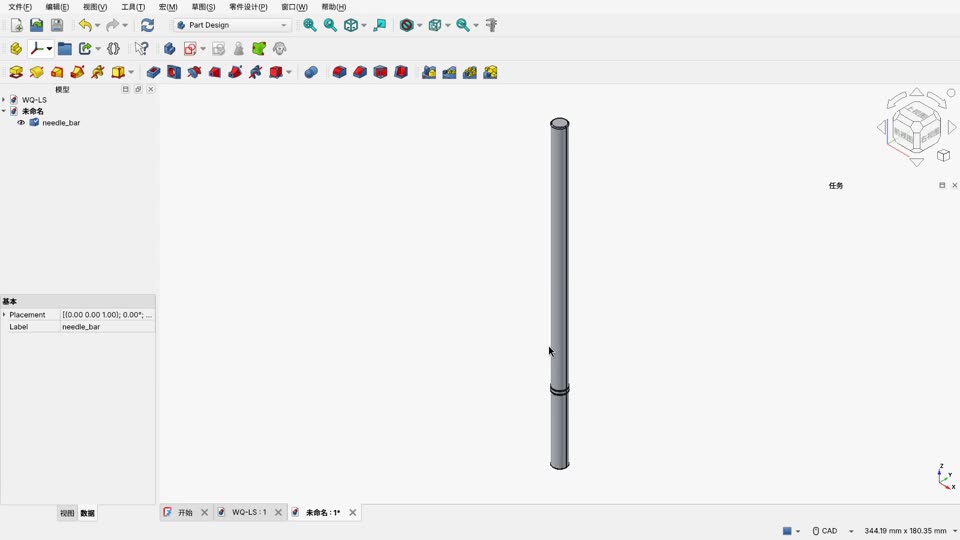 文件(F) 编辑(E) 视图(V) 工具(T) 宏(M) 草图(S) 零件设计(P) 窗口(W) 帮助(H)
Part Design
模型
WQ-LS
未命名
needle_bar
任务
基本
Placement [(0.00 0.00 1.00); 0.00°; ...
Label needle_bar
Z
Y
X
视图 数据
开始 WQ-LS : 1 未命名 : 1*
CAD 344.19 mm x 180.35 mm